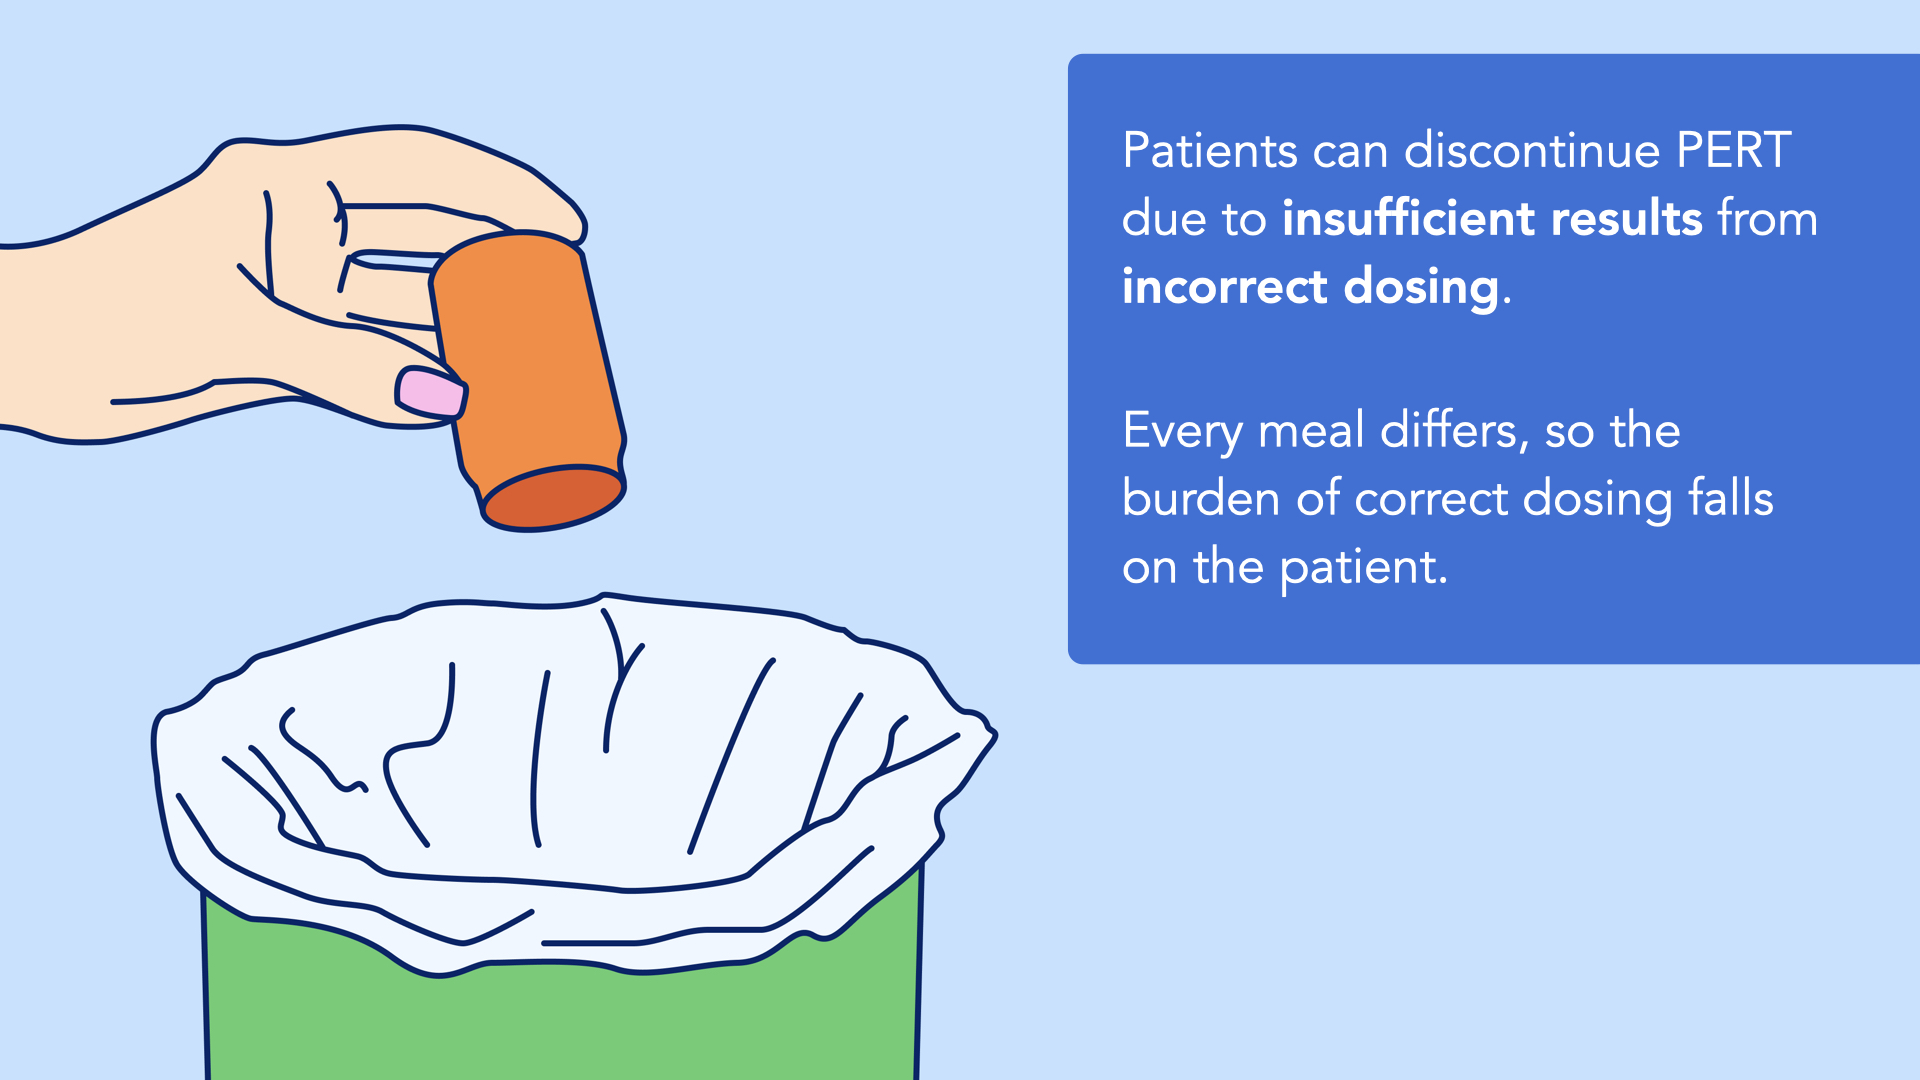 Patients can discontinue PERT
due to insufficient results from
incorrect dosing.
Every meal differs, so the
burden of correct dosing falls
on the patient.